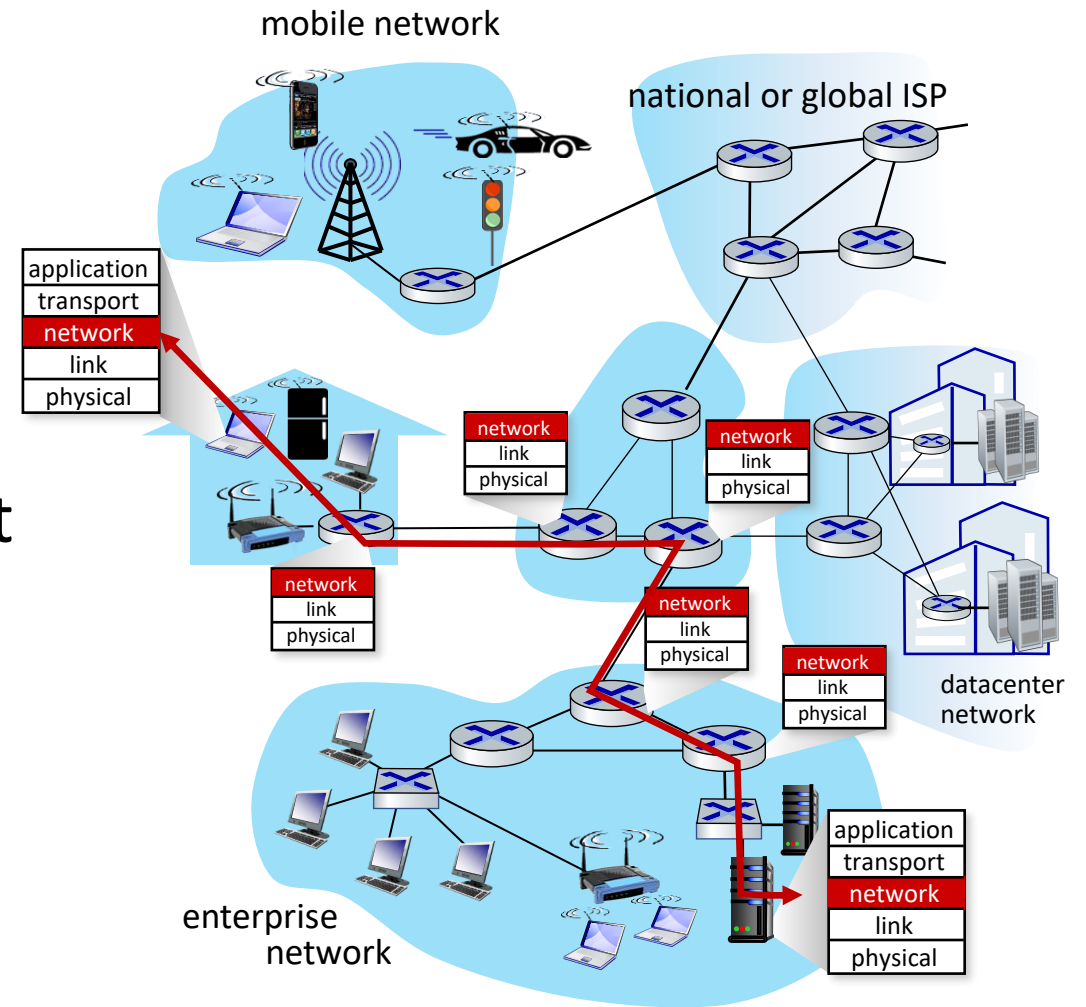 mobile network
national or global ISP
application
transport
network
link
physical
network
link
physical
network
link
physical
t
network
link
physical
network
link
physical
network
link
physical
datacenter
network
application
transport
network
link
physical
enterprise
network